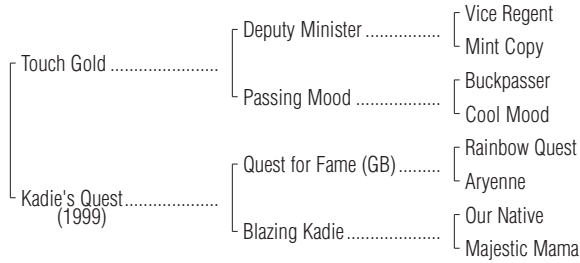 Vice Regent
Deputy Minister ................
Mint Copy
Touch Gold .......................
Buckpasser
Passing Mood ..................
Cool Mood
Rainbow Quest
Quest for Fame (GB).........
Aryenne
Kadie's Quest....................
(1999)
Our Native
Blazing Kadie....................
Majestic Mama